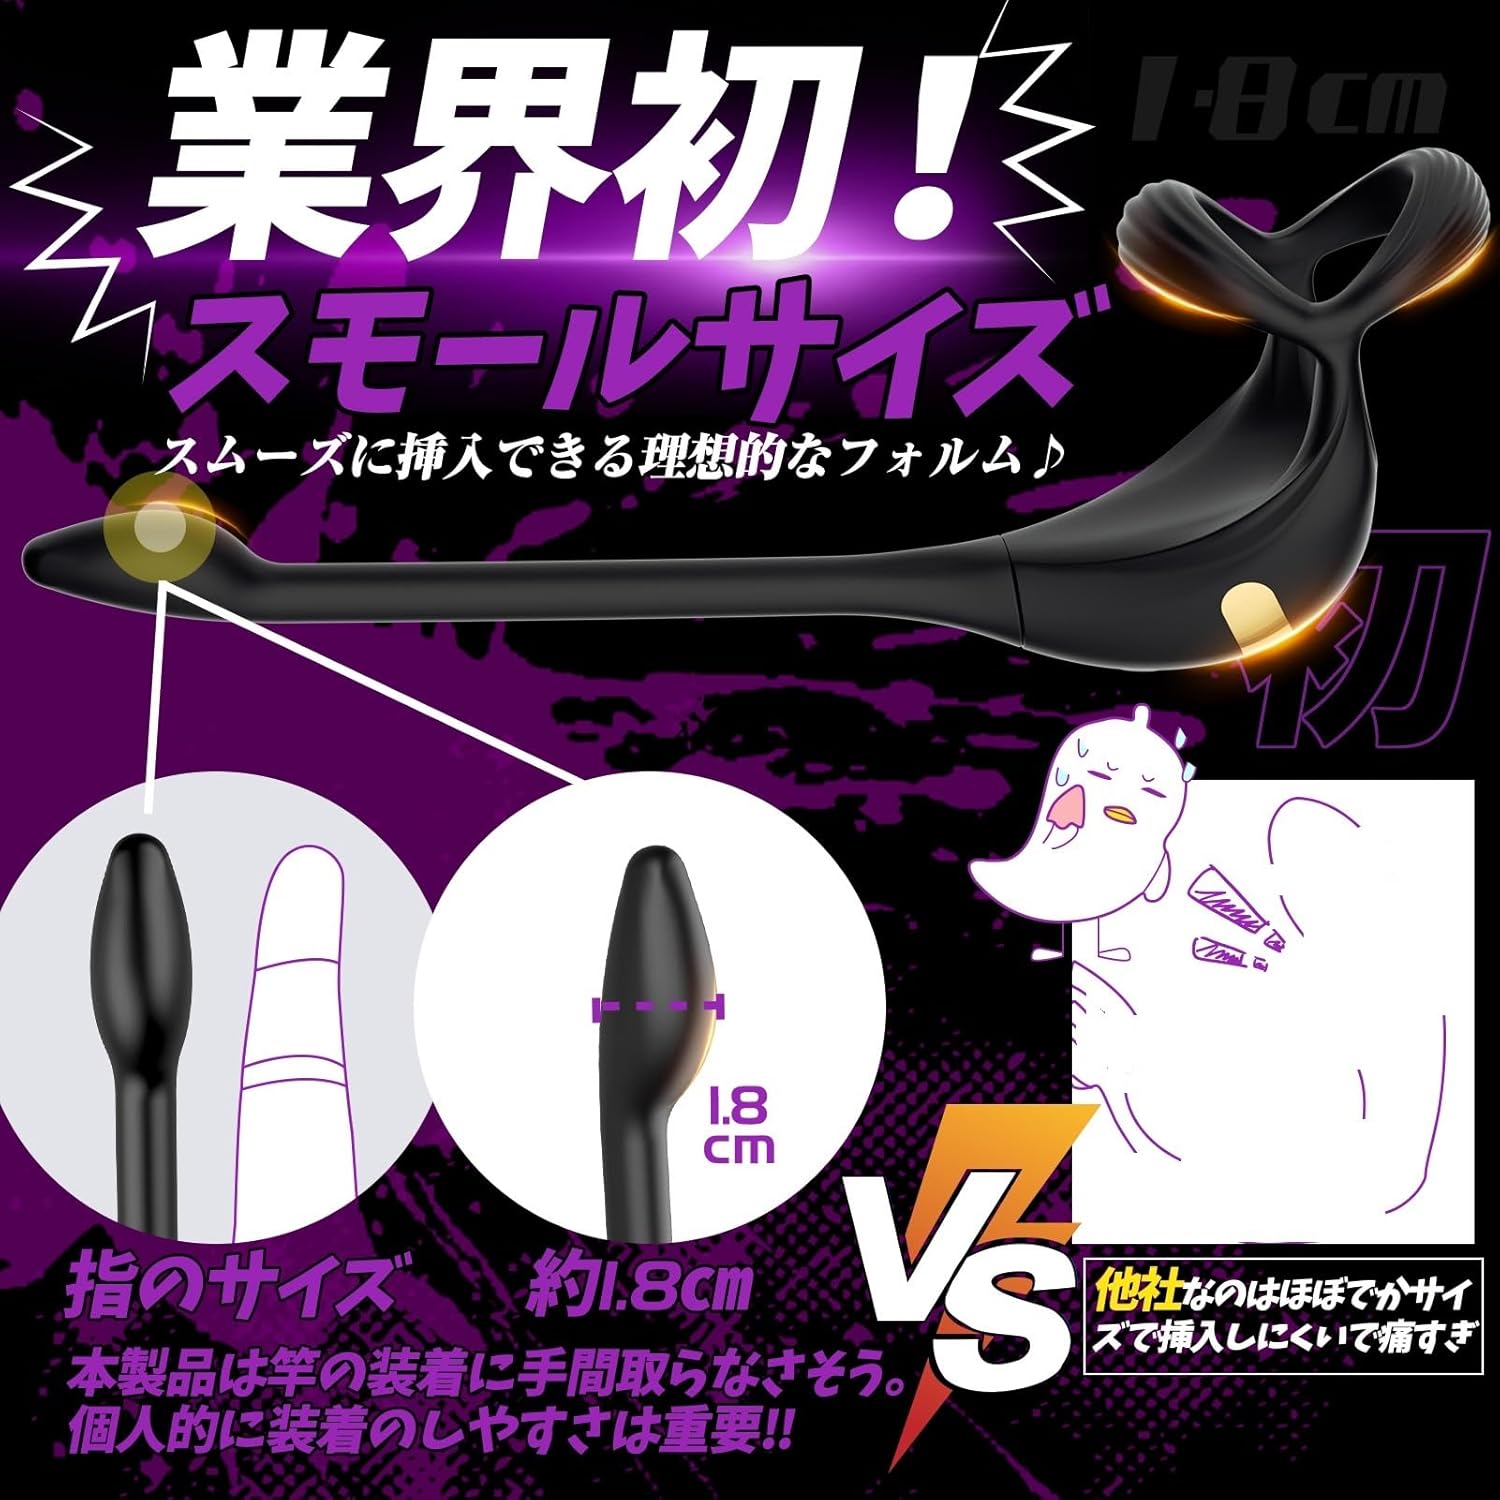 業界初！
1.8cm
スモールサイズ
スムーズに挿入できる理想的なフォルム♪
初
1.8
cm
指のサイズ
約1.8cm
本製品は竿の装着に手間取らなさそう。
個人的に装着のしやすさは重要!!
VS
他社なのはほぼでかサイ
ズで挿入しにくいで痛すぎ